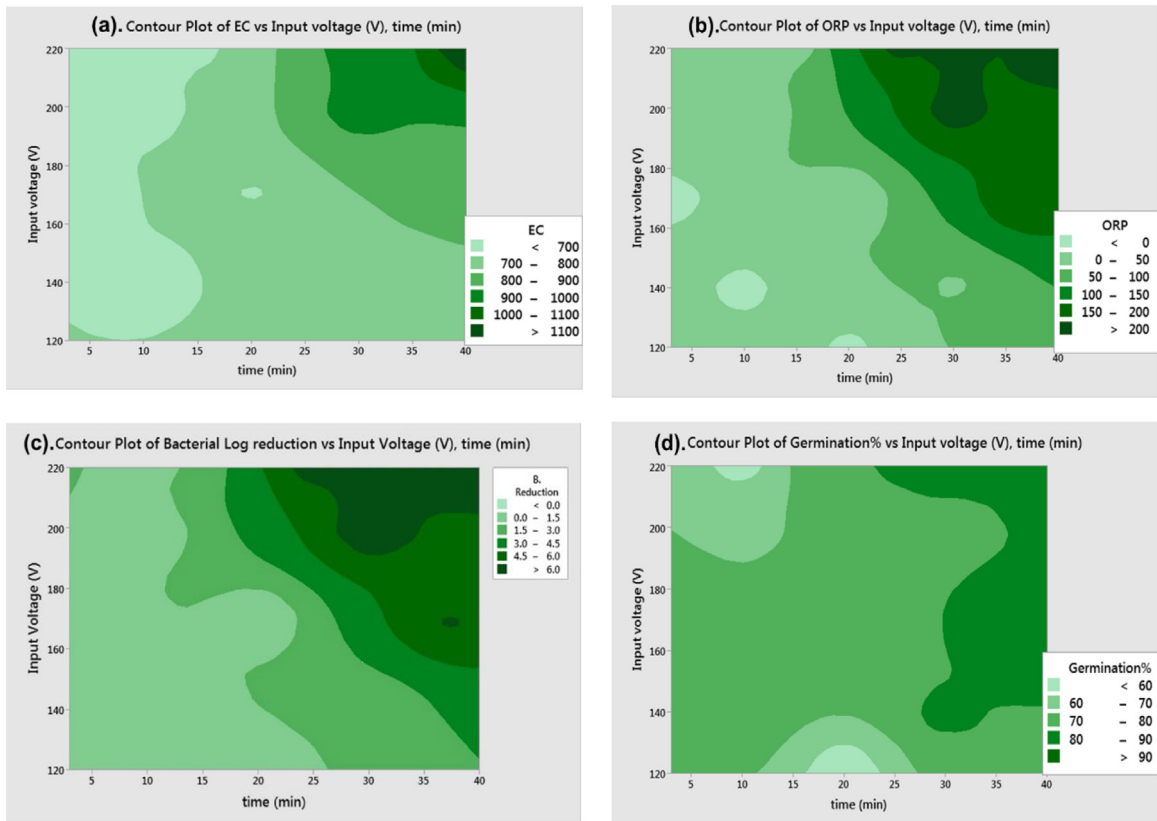 (a). Contour Plot of EC vs Input voltage (V), time (min)
Input voltage (V)
220
200
180
160
140
120
5 10 15 20 25 30 35 40
time (min)
EC
< 700
700 – 800
800 – 900
900 – 1000
1000 – 1100
> 1100
(b). Contour Plot of ORP vs Input voltage (V), time (min)
Input voltage (V)
220
200
180
160
140
120
5 10 15 20 25 30 35 40
time (min)
ORP
< 0
0 – 50
50 – 100
100 – 150
150 – 200
> 200
(c). Contour Plot of Bacterial Log reduction vs Input Voltage (V), time (min)
Input Voltage (V)
220
200
180
160
140
120
5 10 15 20 25 30 35 40
time (min)
B.
Reduction
< 0.0
0.0 – 1.5
1.5 – 3.0
3.0 – 4.5
4.5 – 6.0
> 6.0
(d). Contour Plot of Germination% vs Input voltage (V), time (min)
Input voltage (V)
220
200
180
160
140
120
5 10 15 20 25 30 35 40
time (min)
Germination%
< 60
60 – 70
70 – 80
80 – 90
> 90